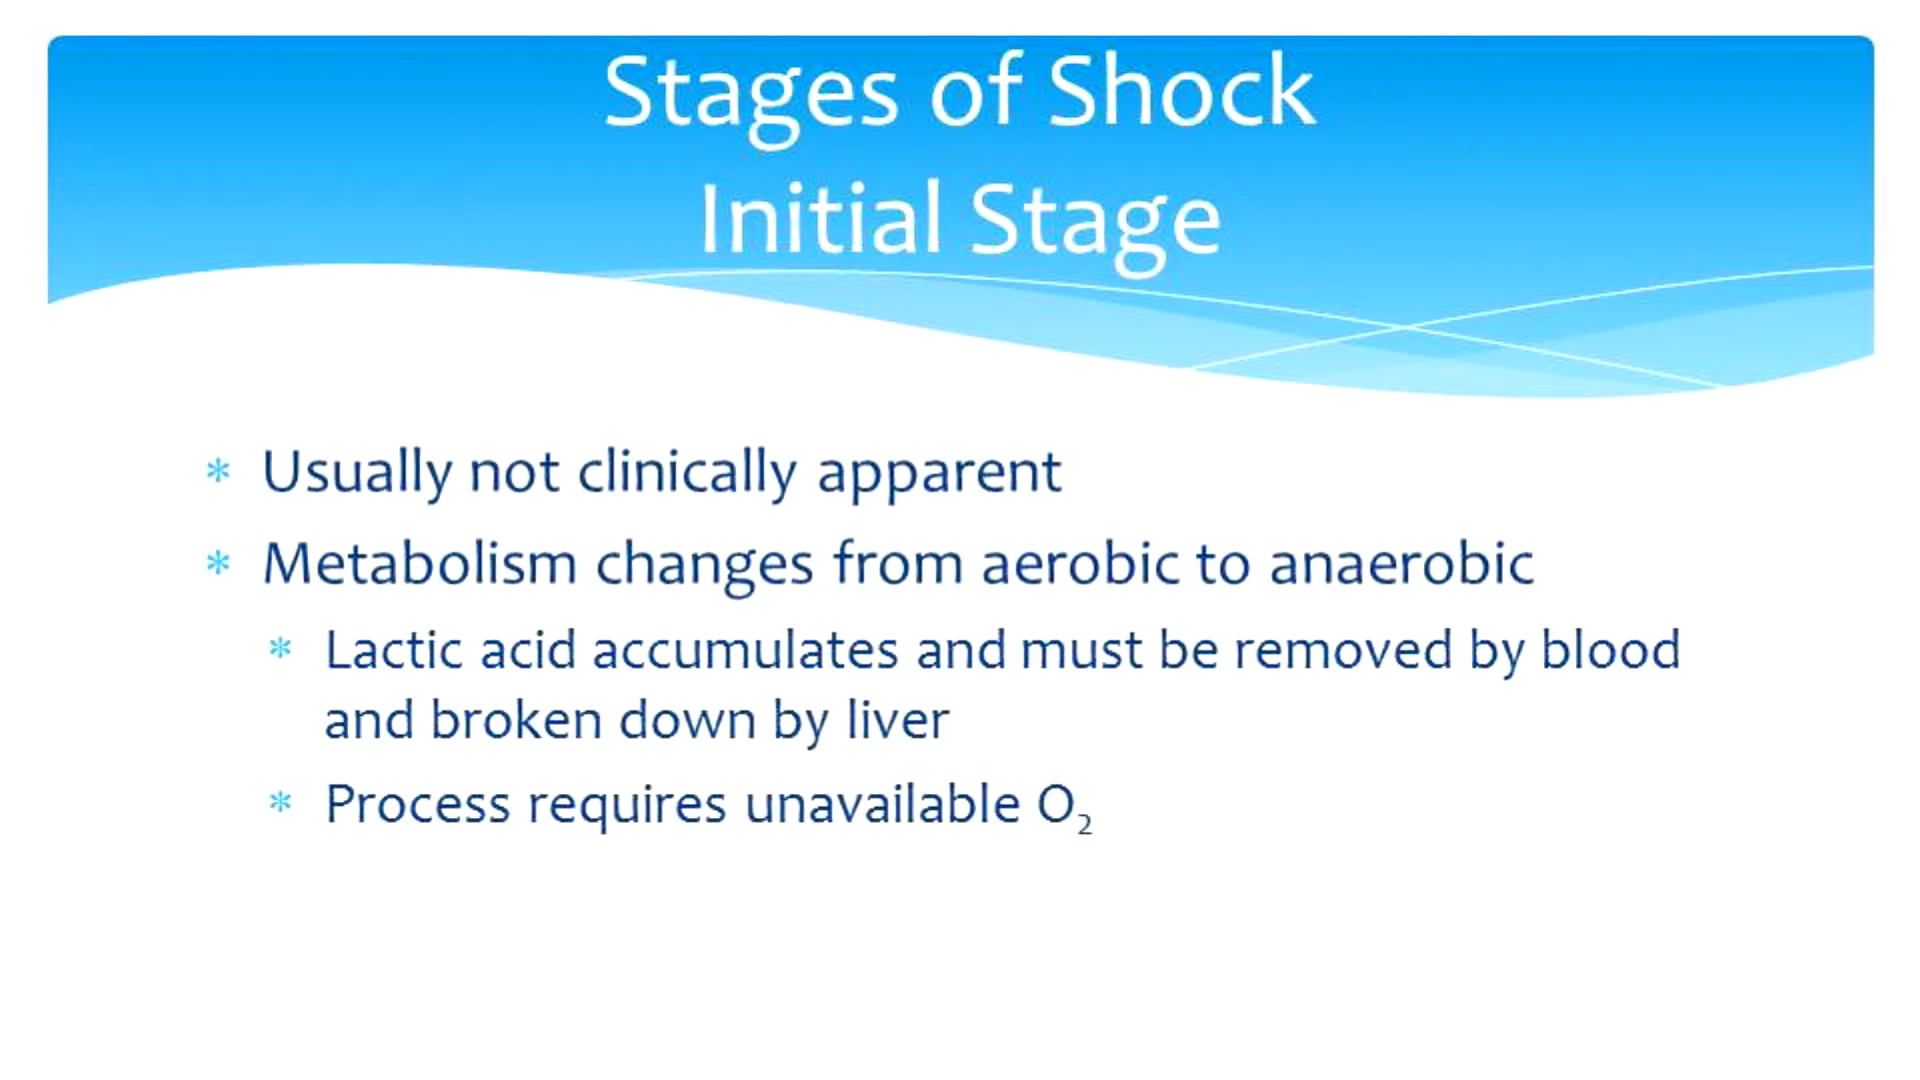 Stages of Shock
Initial Stage
* Usually not clinically apparent
* Metabolism changes from aerobic to anaerobic
* Lactic acid accumulates and must be removed by blood
and broken down by liver
* Process requires unavailable O₂